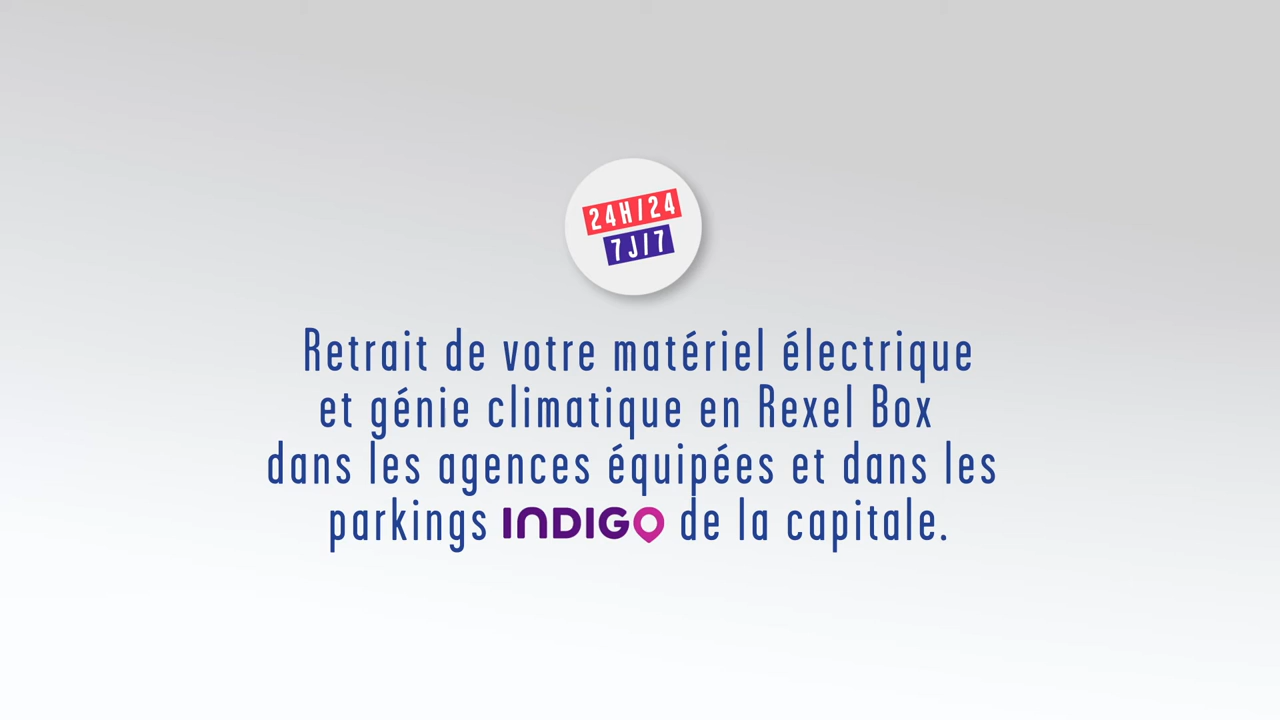 24H/24
7J/7
Retrait de votre matériel électrique
et génie climatique en Rexel Box
dans les agences équipées et dans les
parkings INDIGO de la capitale.